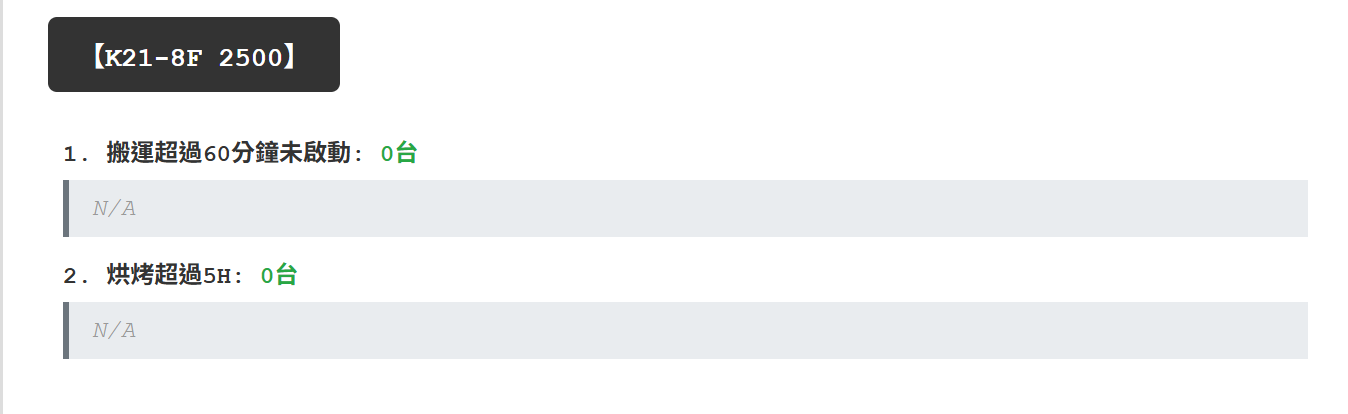 【K21-8F 2500】
1. 搬運超過60分鐘未啟動: 0台
N/A
2. 烘烤超過5H: 0台
N/A